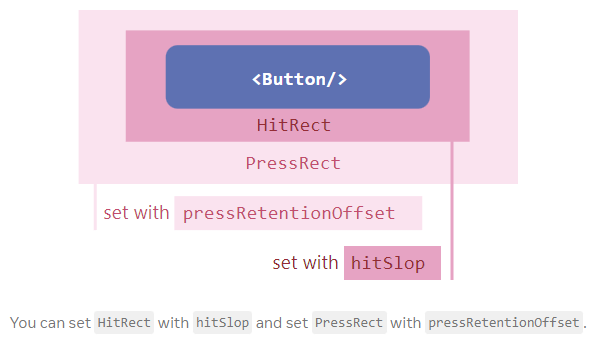 <Button/>
HitRect
PressRect
set with pressRetentionOffset
set with hitSlop
You can set HitRect with hitSlop and set PressRect with pressRetentionOffset.